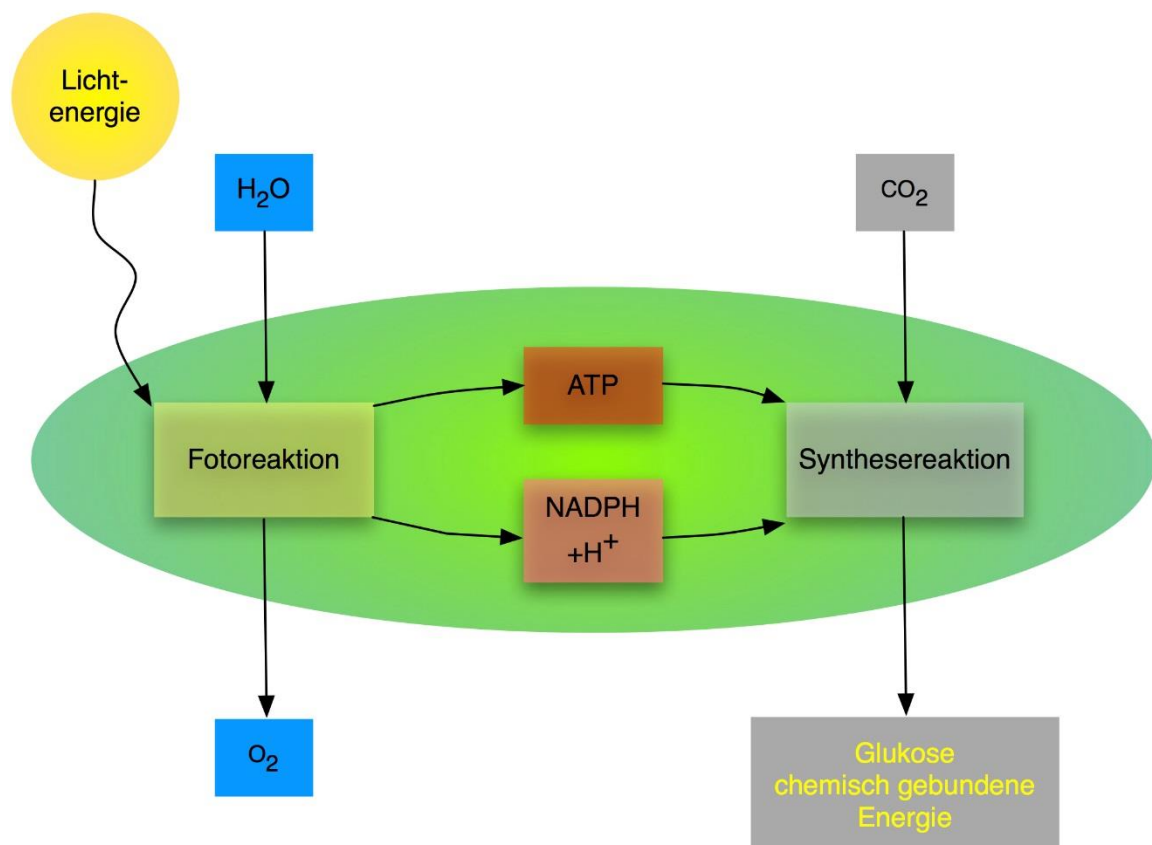 Licht-
energie
H₂O
CO₂
ATP
Fotoreaktion
Synthesereaktion
NADPH
+H⁺
O₂
Glukose
chemisch gebundene
Energie